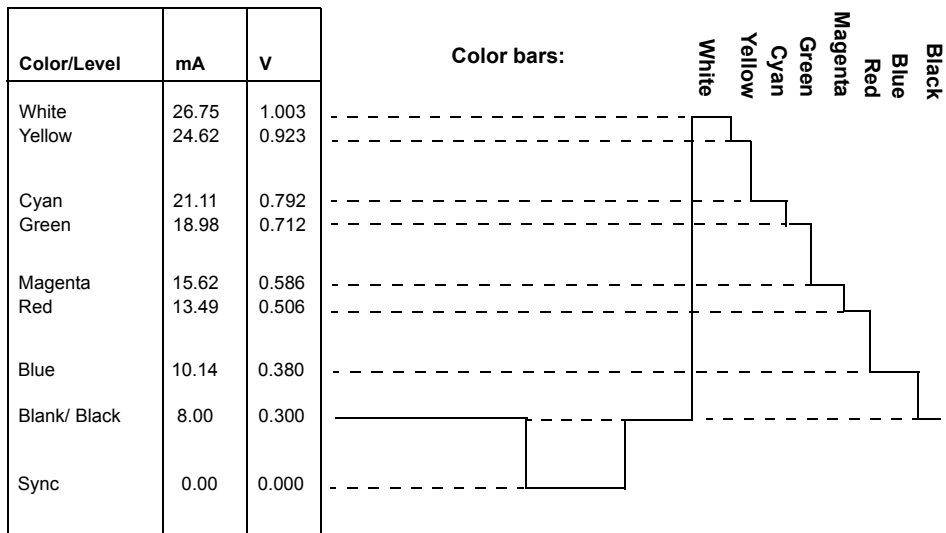 Color/Level mA V
Color bars:
White
Yellow
Cyan
Green
Magenta
Red
Blue
Black
White 26.75 1.003
Yellow 24.62 0.923
Cyan 21.11 0.792
Green 18.98 0.712
Magenta 15.62 0.586
Red 13.49 0.506
Blue 10.14 0.380
Blank/ Black 8.00 0.300
Sync 0.00 0.000